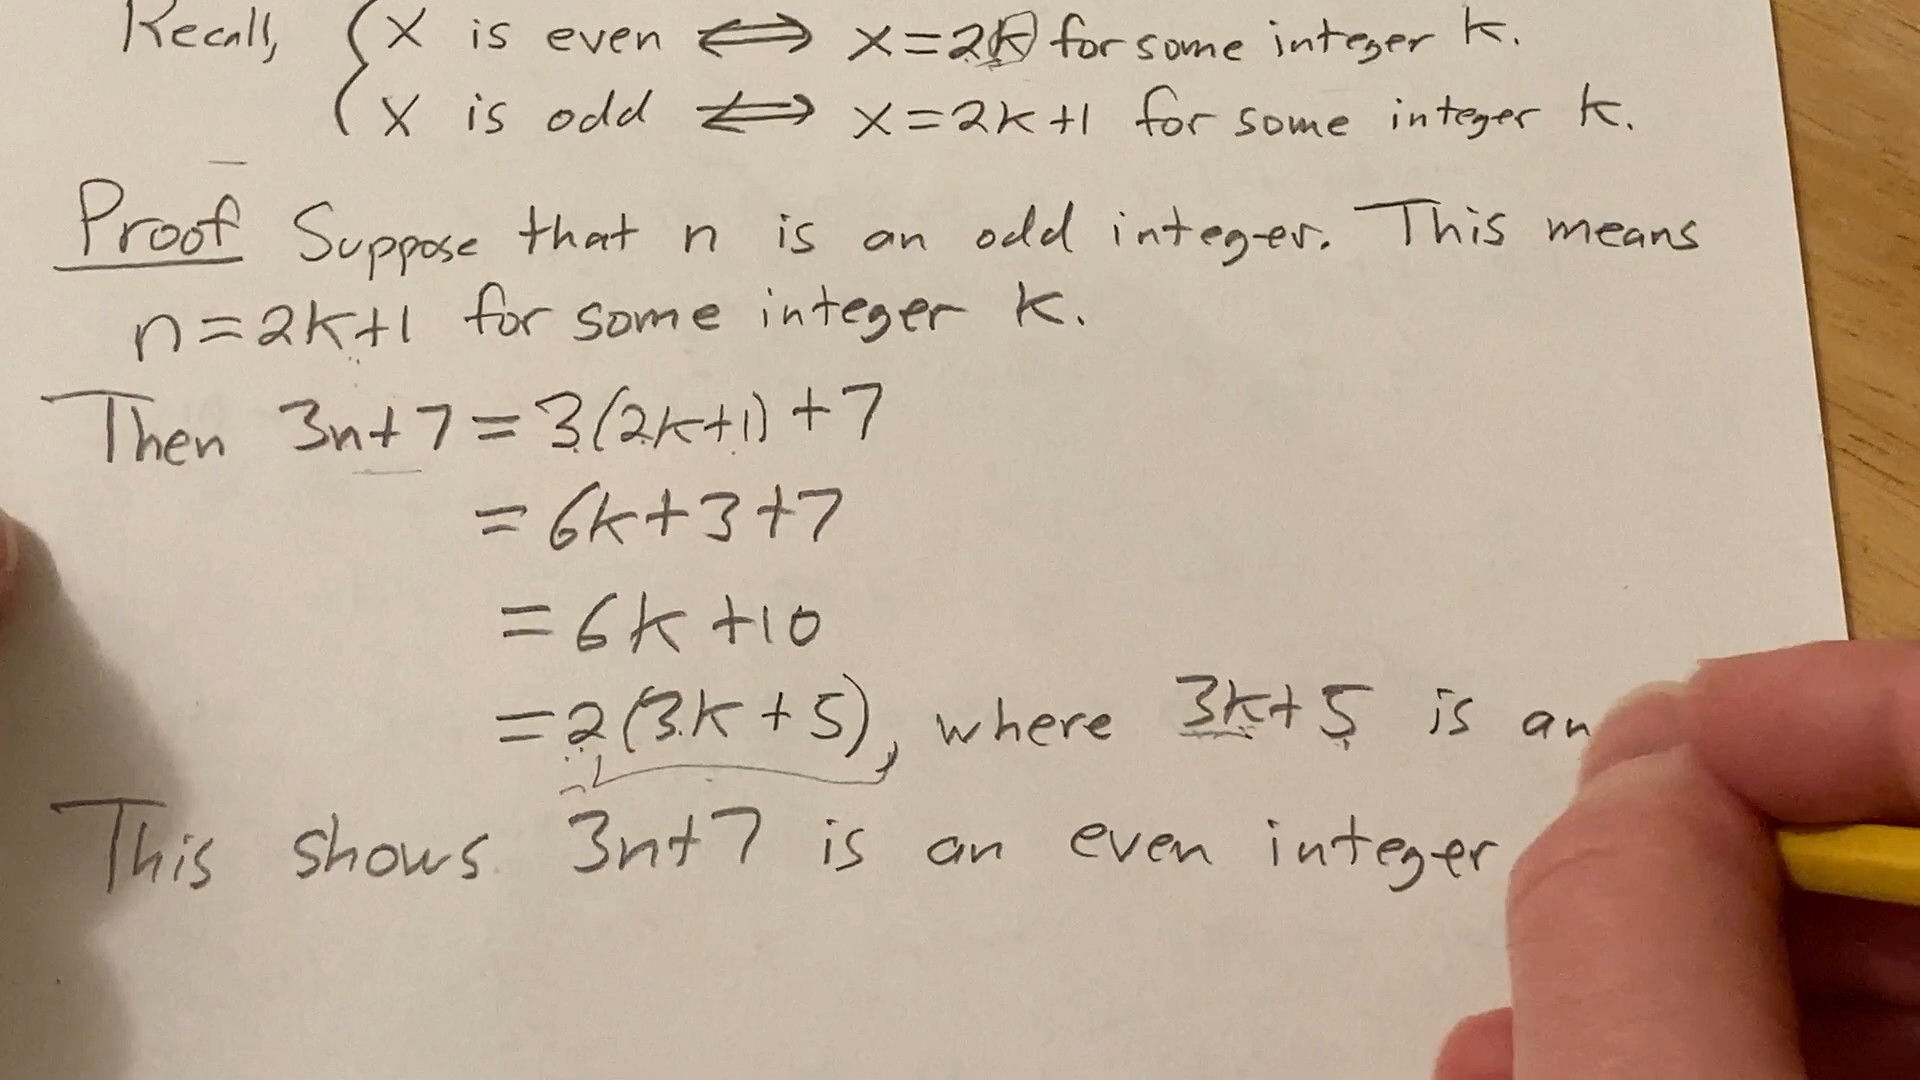 Recall, { x is even ⟺ x=2k for some integer k.
x is odd ⟺ x=2k+1 for some integer k.
Proof Suppose that n is an odd integer. This means
n=2k+1 for some integer k.
Then 3n+7=3(2k+1)+7
=6k+3+7
=6k+10
=2(3k+5), where 3k+5 is an
This shows 3n+7 is an even integer